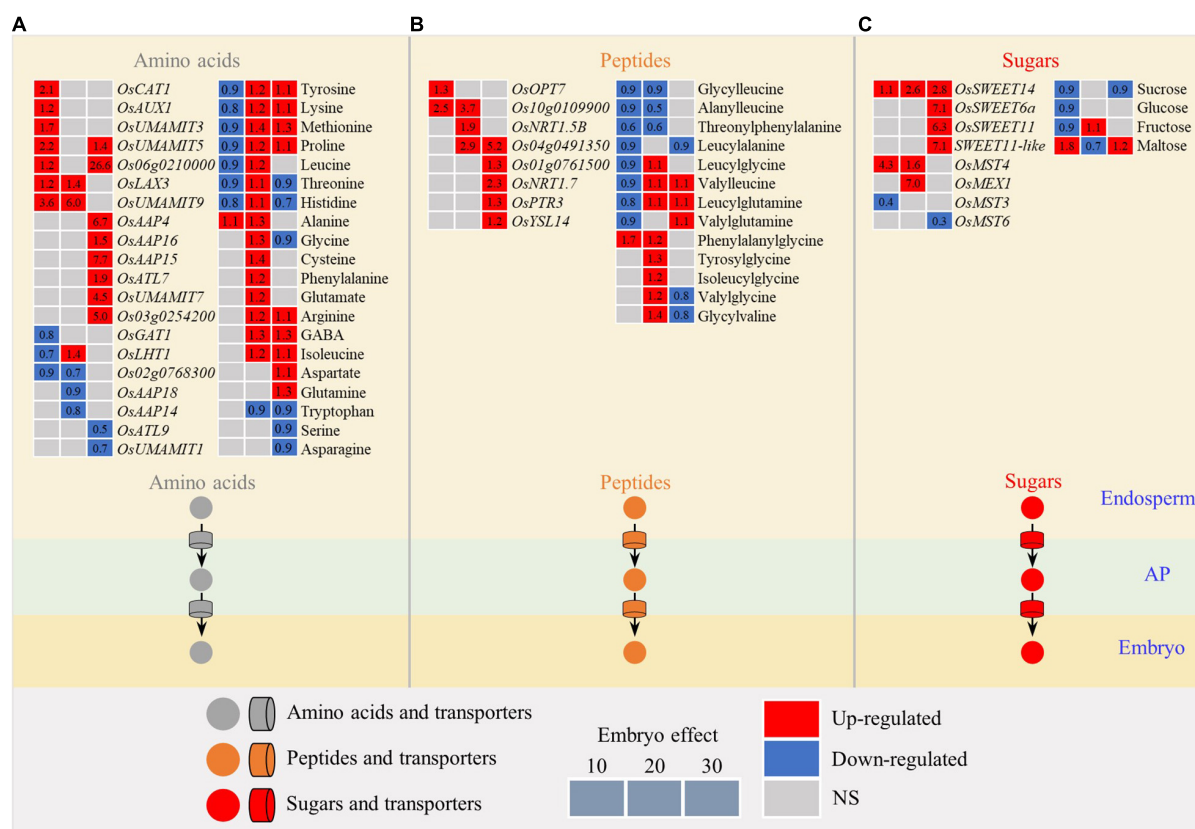 A B C
Amino acids Peptides Sugars
2.1 OsCAT1 0.9 1.2 1.1 Tyrosine 1.3 OsOPT7 0.9 0.9 Glycylleucine 1.1 2.6 2.8 OsSWEET14 0.9 0.9 Sucrose
1.2 OsAUX1 0.8 1.2 1.1 Lysine 2.5 3.7 Os10g0109900 0.9 0.5 Alanylleucine 7.1 OsSWEET6a 0.9 Glucose
1.7 OsUMAMIT3 0.9 1.4 1.3 Methionine 1.9 OsNRT1.5B 0.6 0.6 Threonylphenylalanine 6.3 OsSWEET11 0.9 1.1 Fructose
2.2 1.4 OsUMAMIT5 0.9 1.2 1.1 Proline 2.9 5.2 Os04g0491350 0.9 0.9 Leucylalanine 7.1 SWEET11-like 1.8 0.7 1.2 Maltose
1.2 26.6 Os06g0210000 0.9 1.2 Leucine 1.3 Os01g0761500 0.9 1.1 Leucylglycine 4.3 1.6 OsMST4
1.2 1.4 OsLAX3 0.9 1.1 0.9 Threonine 2.3 OsNRT1.7 0.9 1.1 1.1 Valylleucine 7.0 OsMEX1
3.6 6.0 OsUMAMIT9 0.8 1.1 0.7 Histidine 1.3 OsPTR3 0.8 1.1 1.1 Leucylglutamine 0.4 OsMST3
6.7 OsAAP4 1.1 1.3 Alanine 1.2 OsYSL14 0.9 1.1 Valylglutamine 0.3 OsMST6
1.5 OsAAP16 1.3 0.9 Glycine 1.7 1.2 Phenylalanylglycine
7.7 OsAAP15 1.4 Cysteine 1.3 Tyrosylglycine
1.9 OsATL7 1.2 Phenylalanine 1.2 Isoleucylglycine
4.5 OsUMAMIT7 1.2 Glutamate 1.2 0.8 Valylglycine
5.0 Os03g0254200 1.2 1.1 Arginine 1.4 0.8 Glycylvaline
0.8 OsGAT1 1.3 1.3 GABA
0.7 1.4 OsLHT1 1.2 1.1 Isoleucine
0.9 0.7 Os02g0768300 1.1 Aspartate
0.9 OsAAP18 1.3 Glutamine
0.8 OsAAP14 0.9 0.9 Tryptophan
0.5 OsATL9 0.9 Serine
0.7 OsUMAMIT1 0.9 Asparagine
Amino acids Peptides Sugars
Endosperm
AP
Embryo
Amino acids and transporters
Peptides and transporters
Sugars and transporters
Embryo effect
10 20 30
Up-regulated
Down-regulated
NS